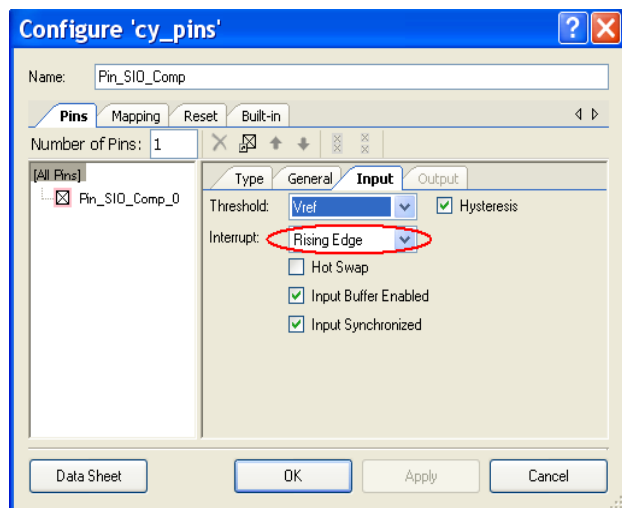 Configure 'cy_pins'
Name: Pin_SIO_Comp
Pins Mapping Reset Built-in
Number of Pins: 1
[All Pins]
Pin_SIO_Comp_0
Type General Input Output
Threshold: Vref Hysteresis
Interrupt: Rising Edge
Hot Swap
Input Buffer Enabled
Input Synchronized
Data Sheet OK Apply Cancel